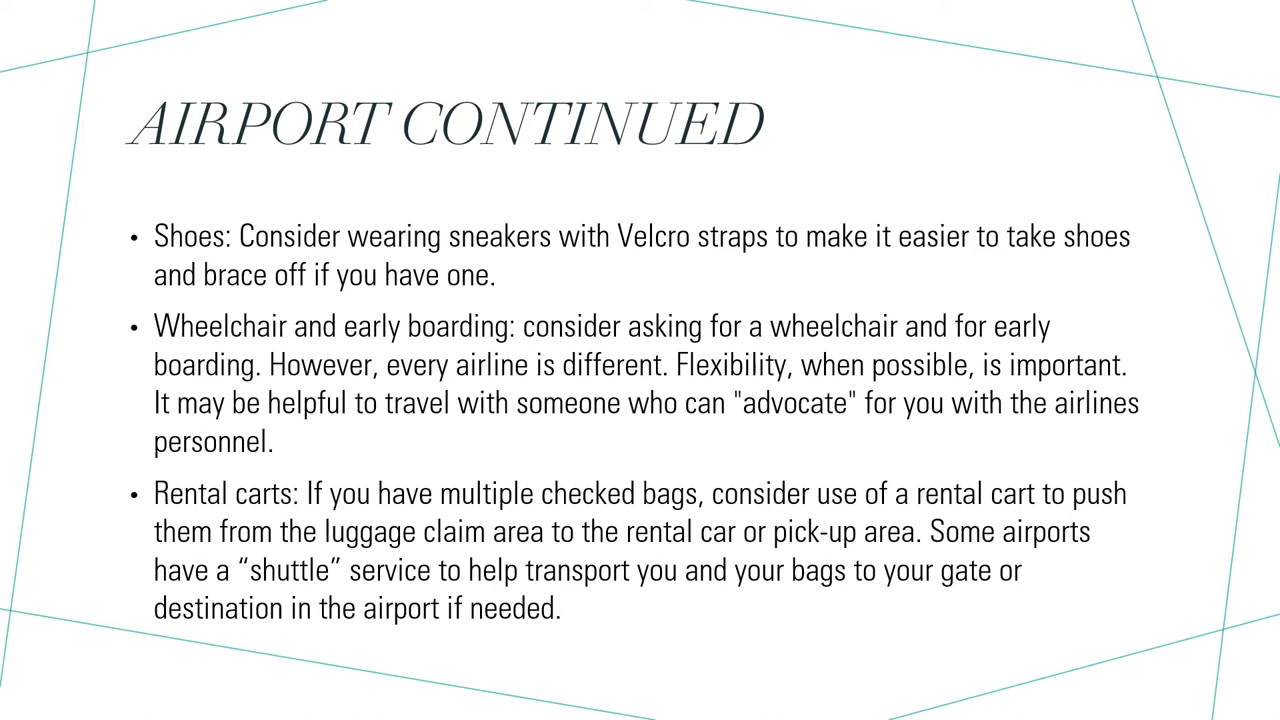 AIRPORT CONTINUED
• Shoes: Consider wearing sneakers with Velcro straps to make it easier to take shoes
and brace off if you have one.
• Wheelchair and early boarding: consider asking for a wheelchair and for early
boarding. However, every airline is different. Flexibility, when possible, is important.
It may be helpful to travel with someone who can "advocate" for you with the airlines
personnel.
• Rental carts: If you have multiple checked bags, consider use of a rental cart to push
them from the luggage claim area to the rental car or pick-up area. Some airports
have a “shuttle” service to help transport you and your bags to your gate or
destination in the airport if needed.